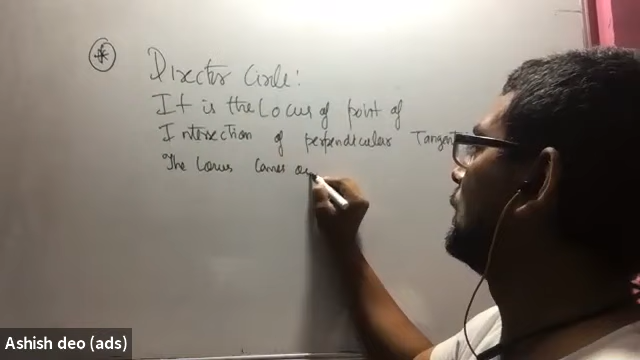 Director Circle:
It is the Locus of point of
Intersection of perpendicular Tangent
The Locus Comes ou
Ashish deo (ads)